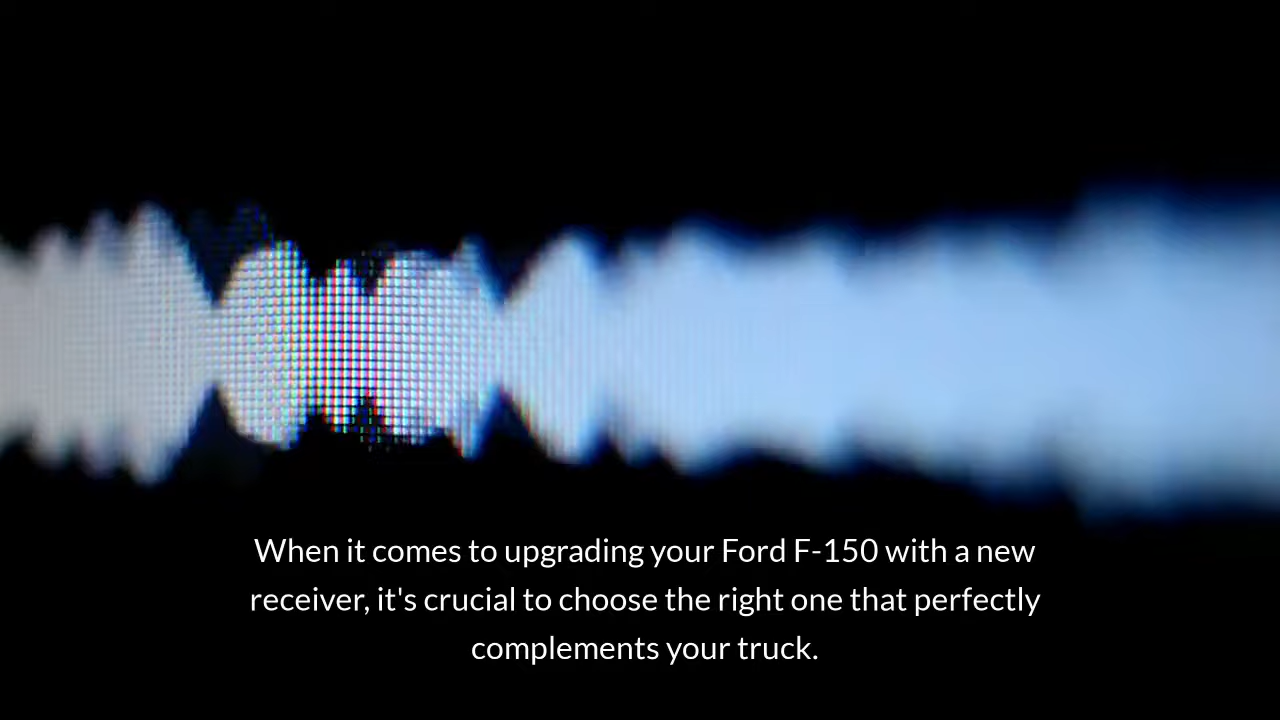 When it comes to upgrading your Ford F-150 with a new
receiver, it's crucial to choose the right one that perfectly
complements your truck.